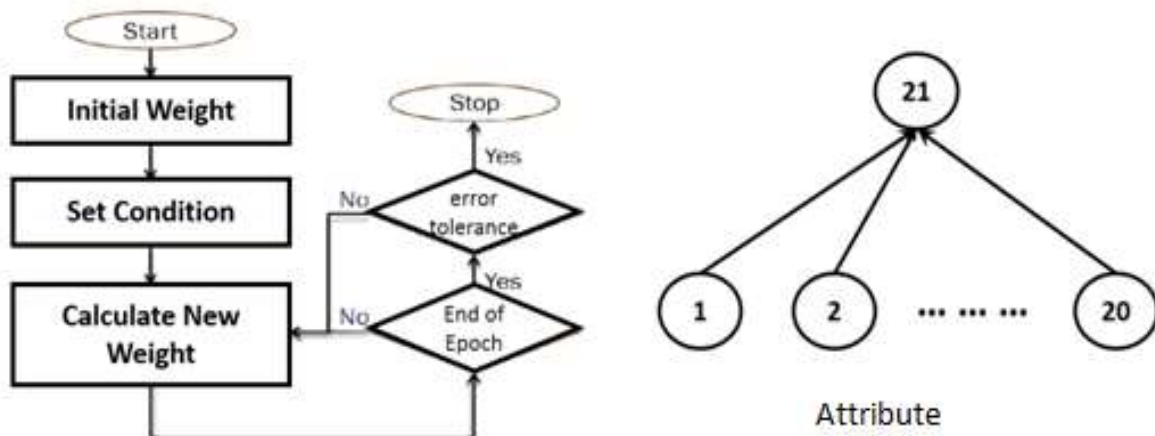 Start
Initial Weight
Set Condition
Calculate New
Weight
Stop
Yes
No
error
tolerance
Yes
No
End of
Epoch
21
1
2
... ... ...
20
Attribute